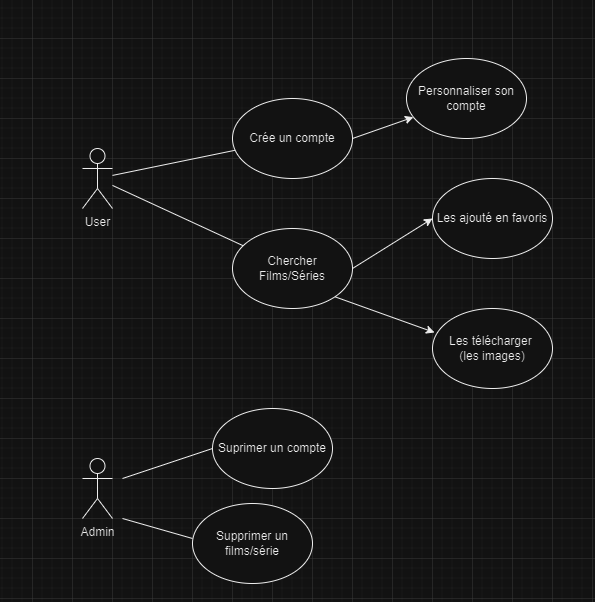 Personnaliser son
compte
Crée un compte
User
Les ajouté en favoris
Chercher
Films/Séries
Les télécharger
(les images)
Suprimer un compte
Admin
Supprimer un
films/série